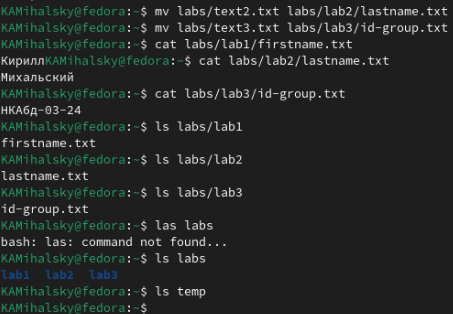 KAMihalsky@fedora:~$ mv labs/text2.txt labs/lab2/lastname.txt
KAMihalsky@fedora:~$ mv labs/text3.txt labs/lab3/id-group.txt
KAMihalsky@fedora:~$ cat labs/lab1/firstname.txt
КириллKAMihalsky@fedora:~$ cat labs/lab2/lastname.txt
Михальский
KAMihalsky@fedora:~$ cat labs/lab3/id-group.txt
НКАбд-03-24
KAMihalsky@fedora:~$ ls labs/lab1
firstname.txt
KAMihalsky@fedora:~$ ls labs/lab2
lastname.txt
KAMihalsky@fedora:~$ ls labs/lab3
id-group.txt
KAMihalsky@fedora:~$ las labs
bash: las: command not found...
KAMihalsky@fedora:~$ ls labs
lab1  lab2  lab3
KAMihalsky@fedora:~$ ls temp
KAMihalsky@fedora:~$